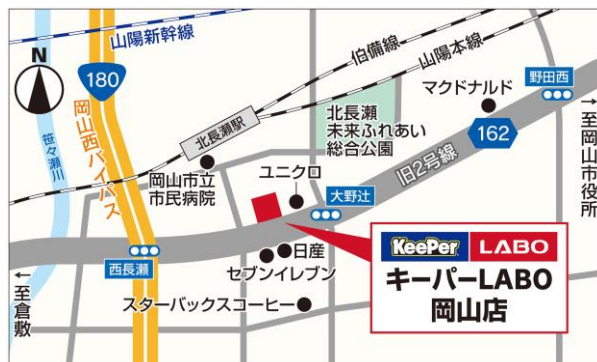 山陽新幹線
N
180
伯備線
山陽本線
マクドナルド
野田西
岡山西バイパス
北長瀬駅
北長瀬
未来ふれあい
総合公園
162
→至岡山市役所
笹々瀬川
岡山市立
市民病院
ユニクロ
大野辻
旧2号線
西長瀬
日産
セブンイレブン
スターバックスコーヒー
←至倉敷
KeePer LABO
キーパーLABO
岡山店